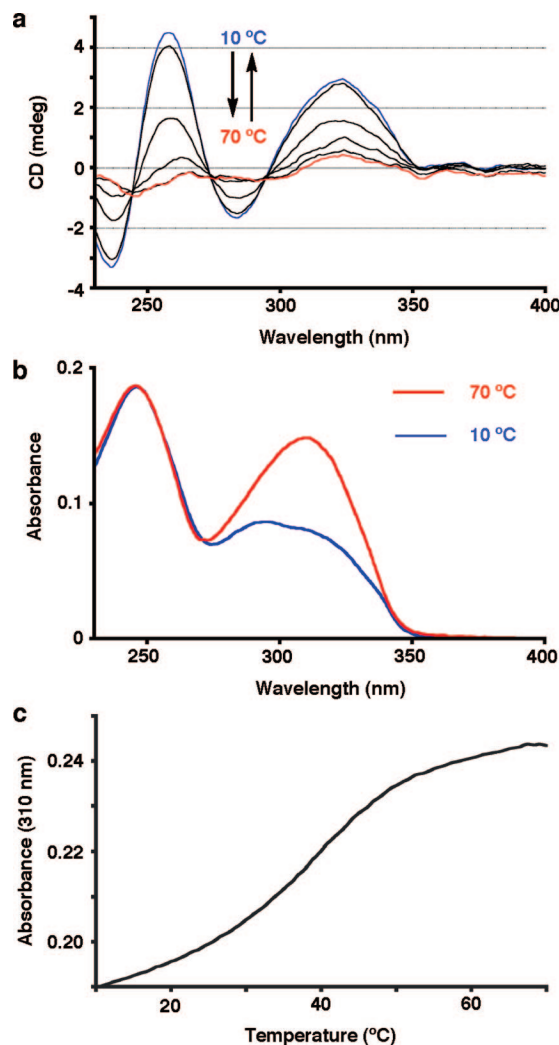 a
10 ºC
70 ºC
4
2
0
-2
-4
CD (mdeg)
250
300
350
400
Wavelength (nm)
b
0.2
0.1
0
Absorbance
70 ºC
10 ºC
250
300
350
400
Wavelength (nm)
c
0.24
0.22
0.20
Absorbance (310 nm)
20
40
60
Temperature (ºC)